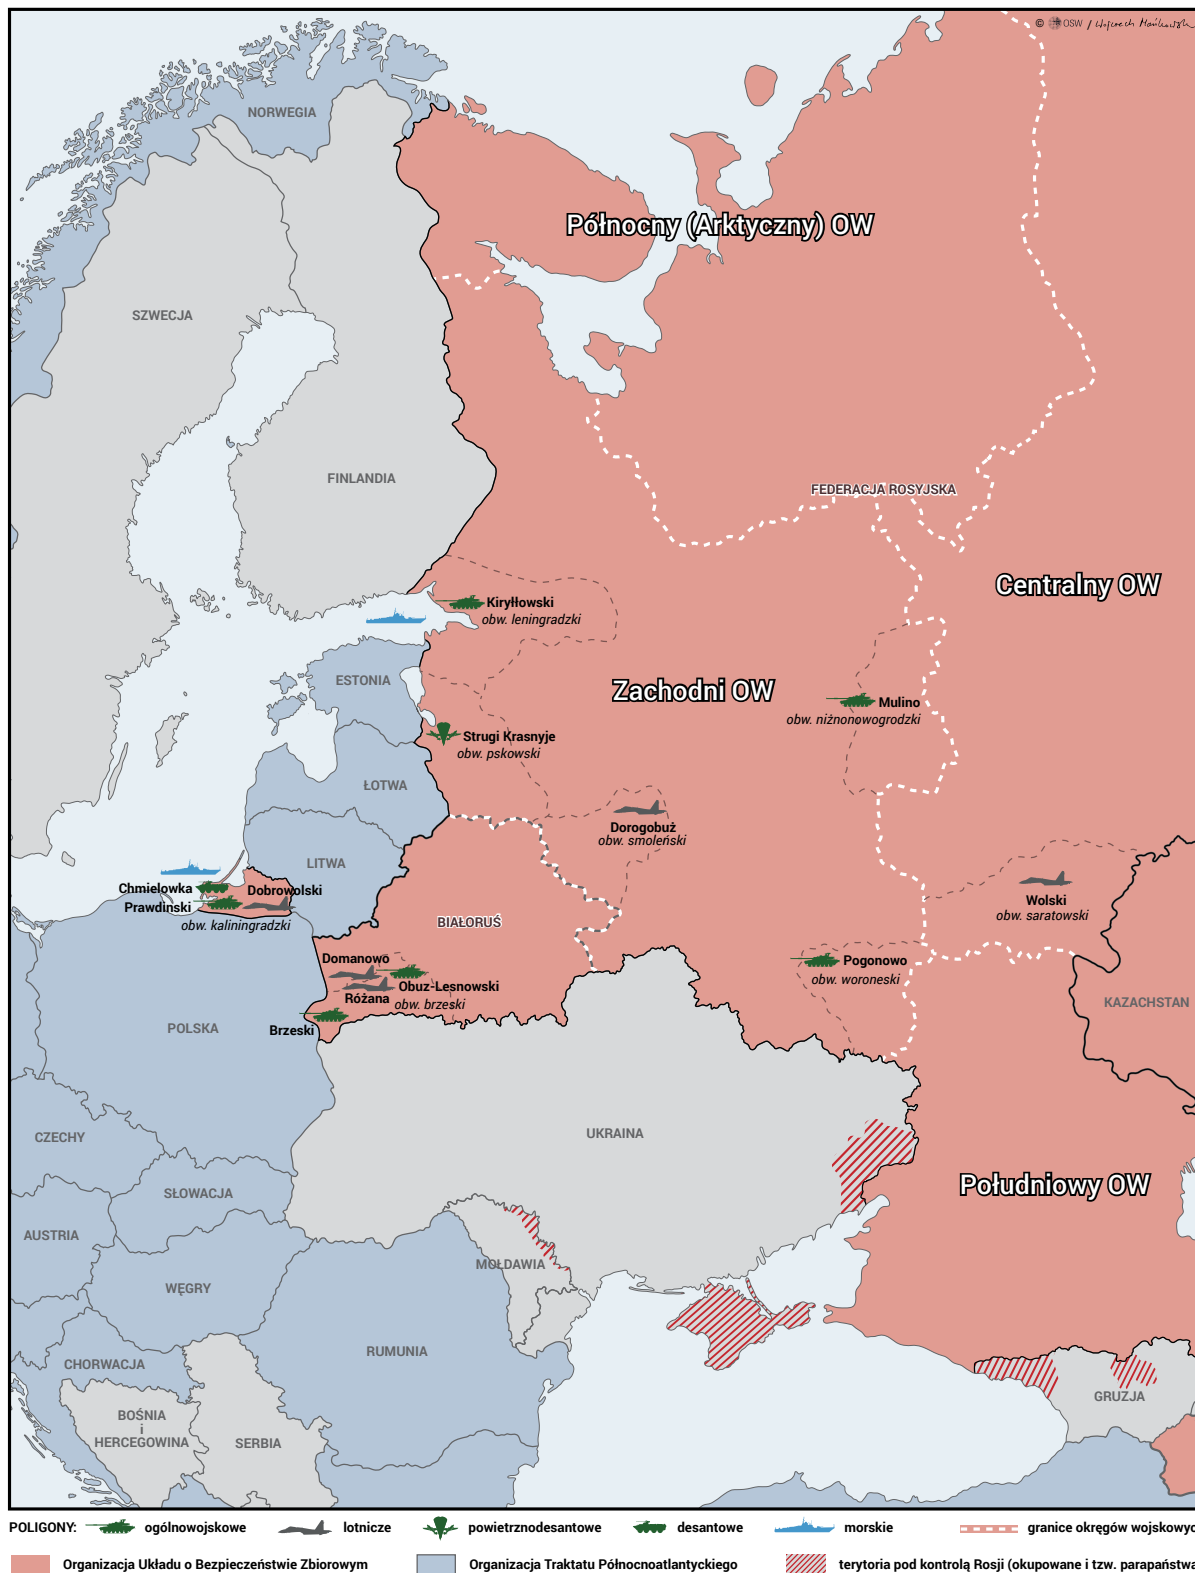 © OSW / Wojciech Mańkowski
NORWEGIA
Północny (Arktyczny) OW
SZWECJA
FINLANDIA
FEDERACJA ROSYJSKA
Centralny OW
Kiryłłowski
obw. leningradzki
ESTONIA
Zachodni OW
Mulino
obw. niżnonowogrodzki
Strugi Krasnyje
obw. pskowski
ŁOTWA
Dorogobuż
obw. smoleński
LITWA
Chmielowka
Dobrowolski
Prawdinski
obw. kaliningradzki
Wolski
obw. saratowski
BIAŁORUŚ
Domanowo
Obuz-Lesnowski
Różana
obw. brzeski
Pogonowo
obw. woroneski
KAZACHSTAN
Brzeski
POLSKA
UKRAINA
CZECHY
SŁOWACJA
Południowy OW
AUSTRIA
MOŁDAWIA
WĘGRY
RUMUNIA
CHORWACJA
GRUZJA
BOŚNIA
i
HERCEGOWINA
SERBIA
POLIGONY: ogólnowojskowe lotnicze powietrznodesantowe desantowe morskie granice okręgów wojskowyc
Organizacja Układu o Bezpieczeństwie Zbiorowym Organizacja Traktatu Północnoatlantyckiego terytoria pod kontrolą Rosji (okupowane i tzw. parapaństwa